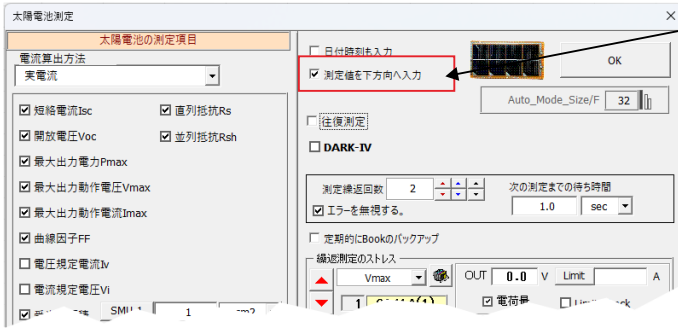 太陽電池測定
太陽電池の測定項目
電流算出方法
実電流
短絡電流Isc
直列抵抗Rs
開放電圧Voc
並列抵抗Rsh
最大出力電力Pmax
最大出力動作電圧Vmax
最大出力動作電流Imax
曲線因子FF
電圧規定電流Iv
電流規定電圧Vi
SMU 1
1
cm2
日付時刻も入力
測定値を下方向へ入力
OK
Auto_Mode_Size/F 32
往復測定
DARK-IV
測定繰返回数 2
次の測定までの待ち時間
エラーを無視する。
1.0 sec
定期的にBookのバックアップ
繰返測定のストレス
Vmax
OUT 0.0 V Limit A
1
電荷量